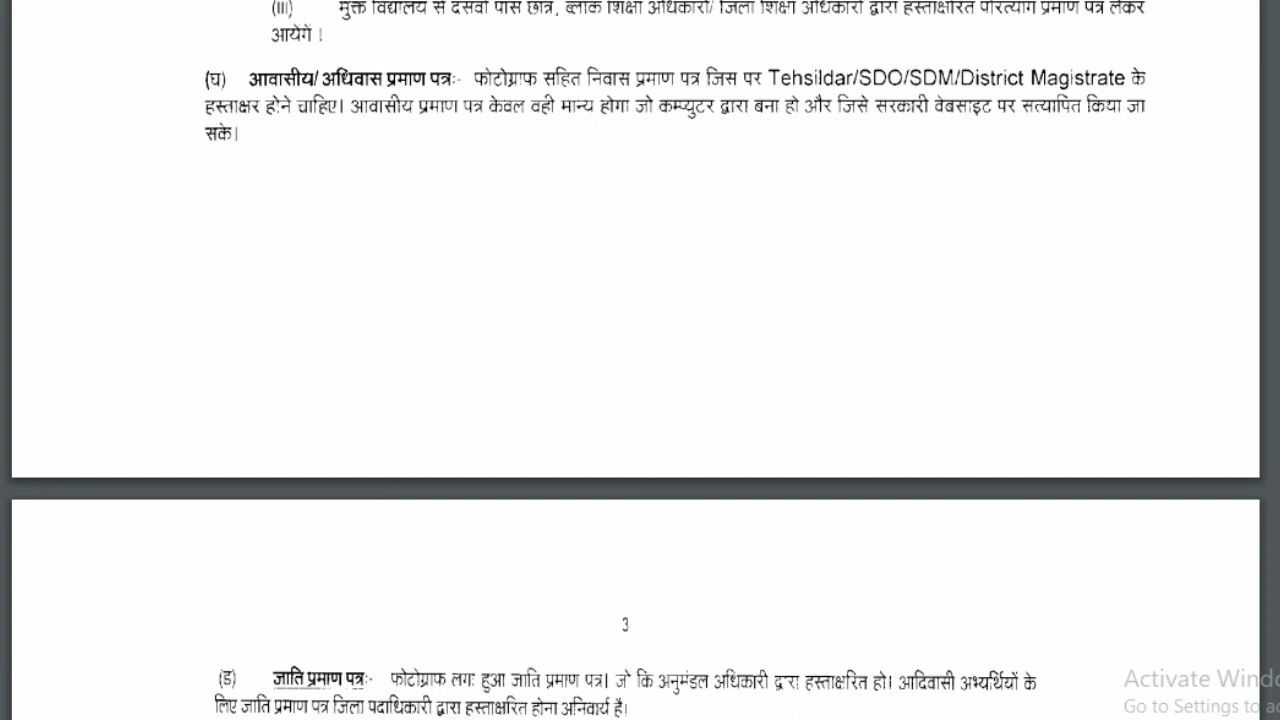 (iii) मुक्त विद्यालय से दसवीं पास छात्र, ब्लॉक शिक्षा अधिकारी/ जिला शिक्षा अधिकारी द्वारा हस्ताक्षरित परित्याग प्रमाण पत्र लेकर
आयेगें ।
(घ) आवासीय/ अधिवास प्रमाण पत्रः- फोटोग्राफ सहित निवास प्रमाण पत्र जिस पर Tehsildar/SDO/SDM/District Magistrate के
हस्ताक्षर होने चाहिए। आवासीय प्रमाण पत्र केवल वही मान्य होगा जो कम्प्युटर द्वारा बना हो और जिसे सरकारी वेबसाइट पर सत्यापित किया जा
सके।
3
(ड) जाति प्रमाण पत्रः- फोटोग्राफ लगा हुआ जाति प्रमाण पत्र। जो कि अनुमंडल अधिकारी द्वारा हस्ताक्षरित हो। आदिवासी अभ्यर्थियों के
लिए जाति प्रमाण पत्र जिला पदाधिकारी द्वारा हस्ताक्षरित होना अनिवार्य है।
Activate Windo
Go to Settings to ac